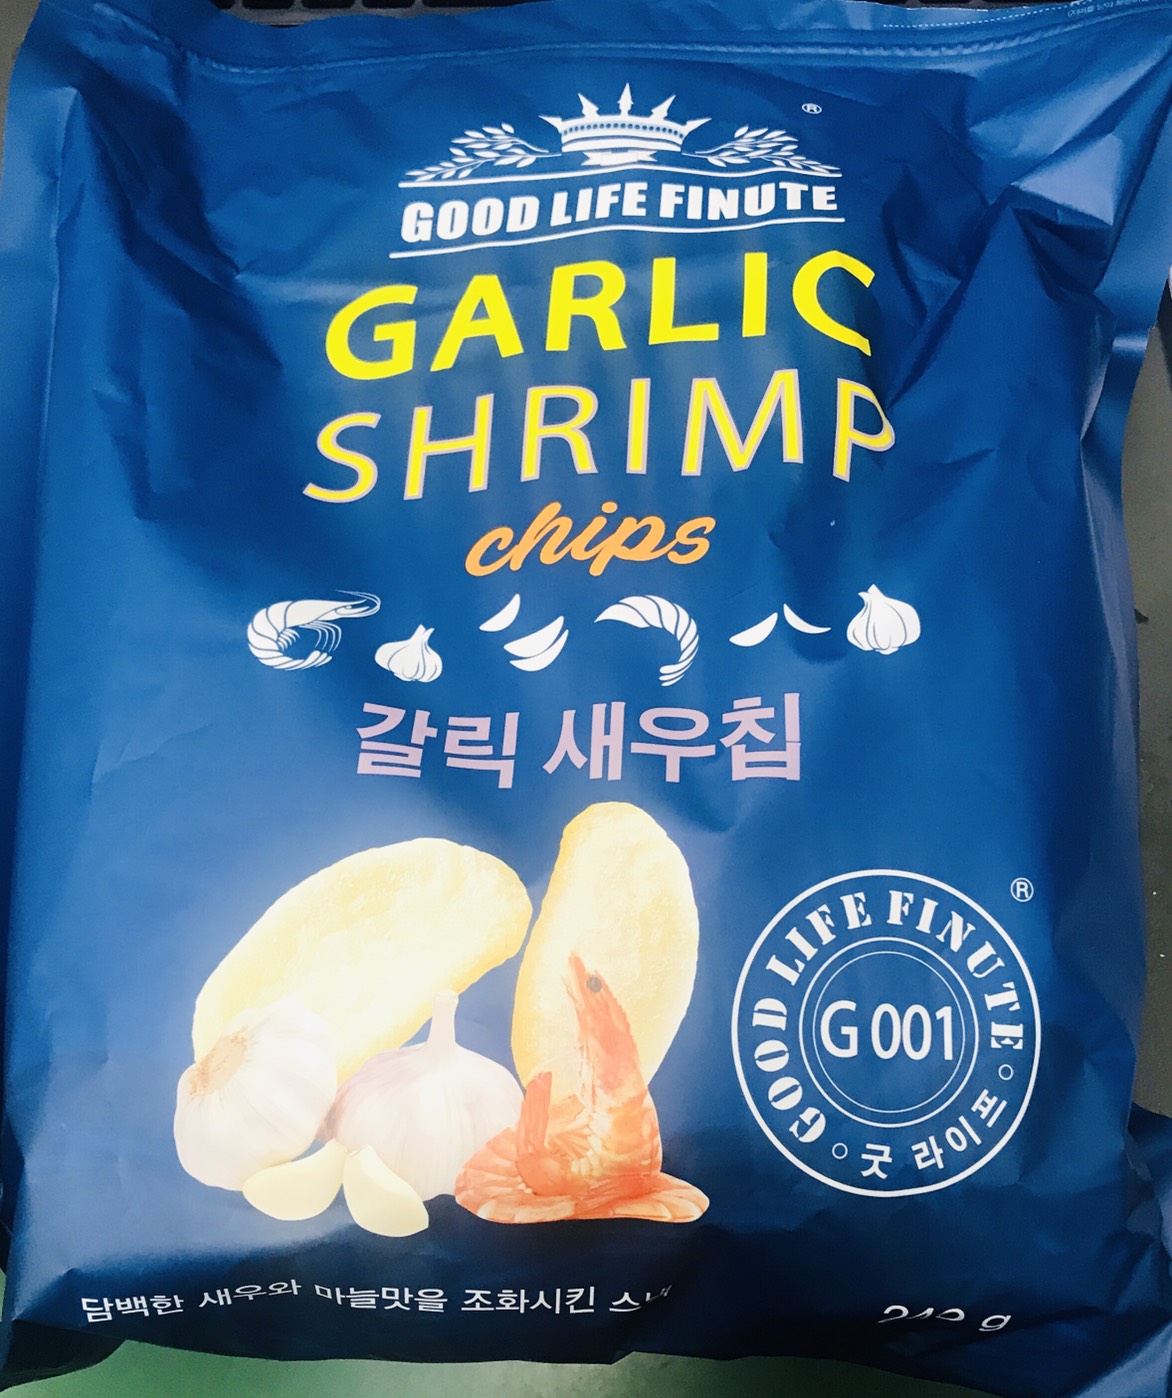 ®
GOOD LIFE FINUTE
GARLIC
SHRIMP
chips
갈릭 새우칩
®
GOOD LIFE FINUTE
G 001
굿 라이프
담백한 새우와 마늘맛을 조화시킨
g